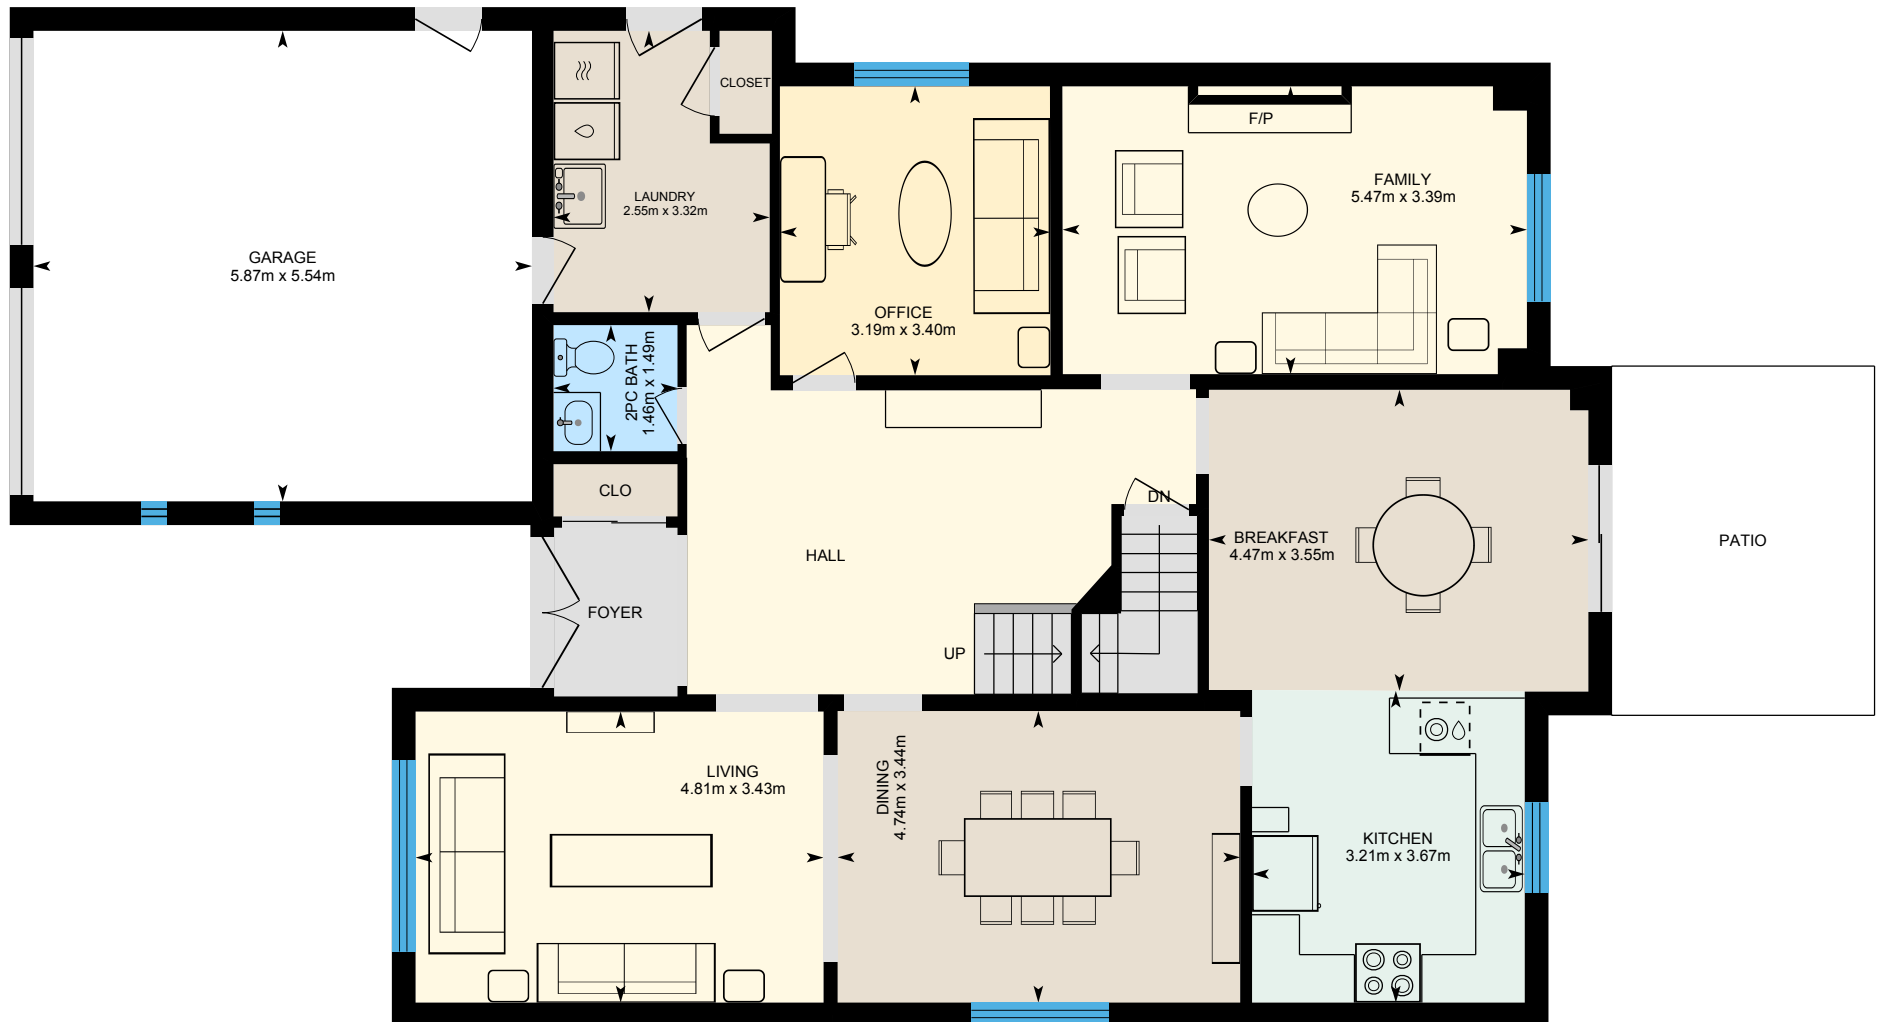 CLOSET
F/P
LAUNDRY
2.55m x 3.32m
FAMILY
5.47m x 3.39m
GARAGE
5.87m x 5.54m
OFFICE
3.19m x 3.40m
2PC BATH
1.46m x 1.49m
CLO
DN
HALL
BREAKFAST
4.47m x 3.55m
PATIO
FOYER
UP
LIVING
4.81m x 3.43m
DINING
4.74m x 3.44m
KITCHEN
3.21m x 3.67m